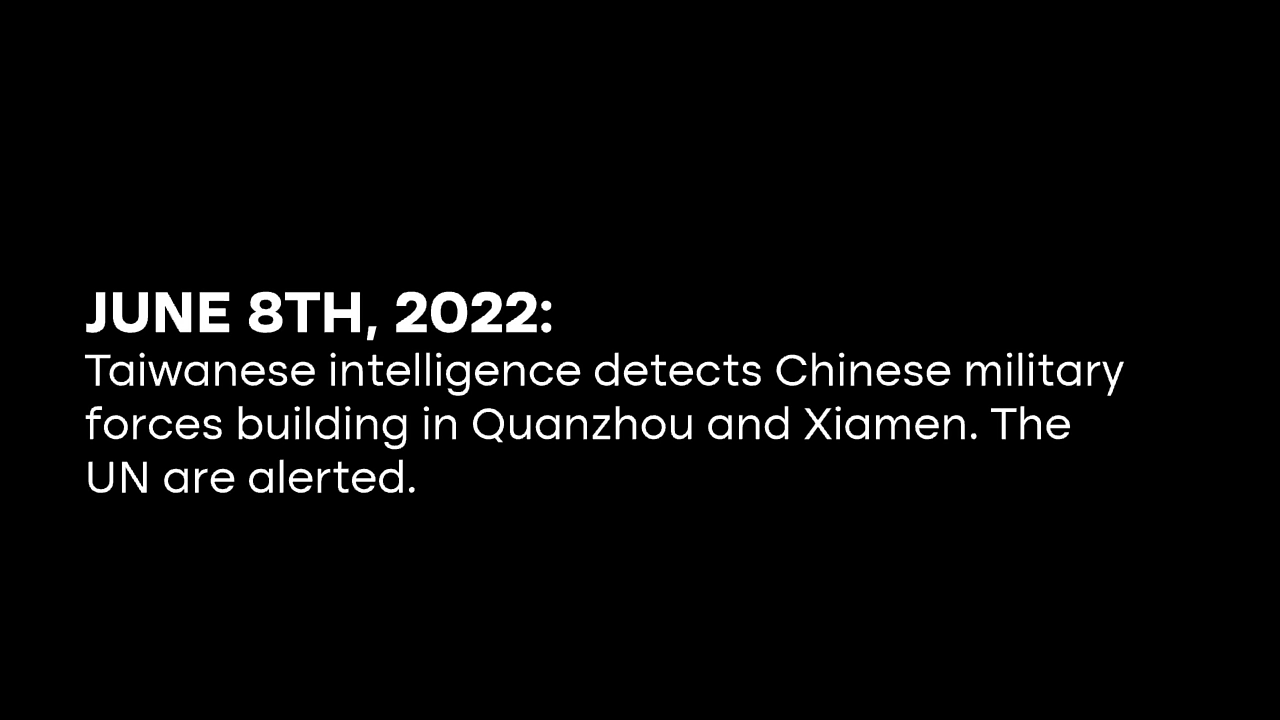 JUNE 8TH, 2022:
Taiwanese intelligence detects Chinese military
forces building in Quanzhou and Xiamen. The
UN are alerted.